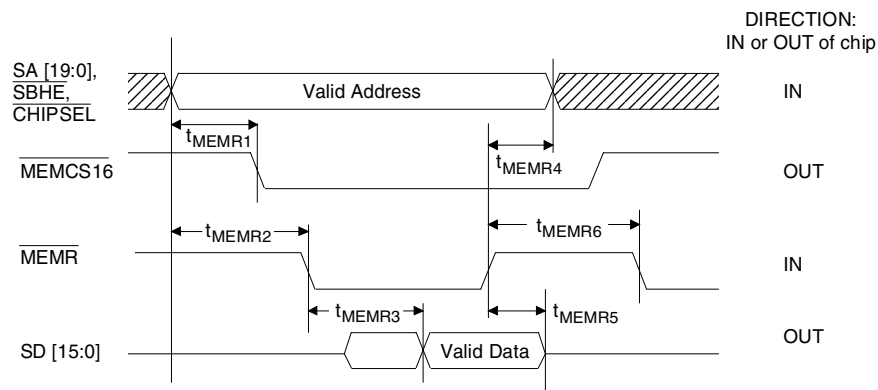 DIRECTION:
IN or OUT of chip
SA [19:0],
SBHE,
CHIPSEL
Valid Address
IN
tMEMR1
tMEMR4
MEMCS16
OUT
tMEMR2
tMEMR6
MEMR
IN
tMEMR3
tMEMR5
OUT
SD [15:0]
Valid Data